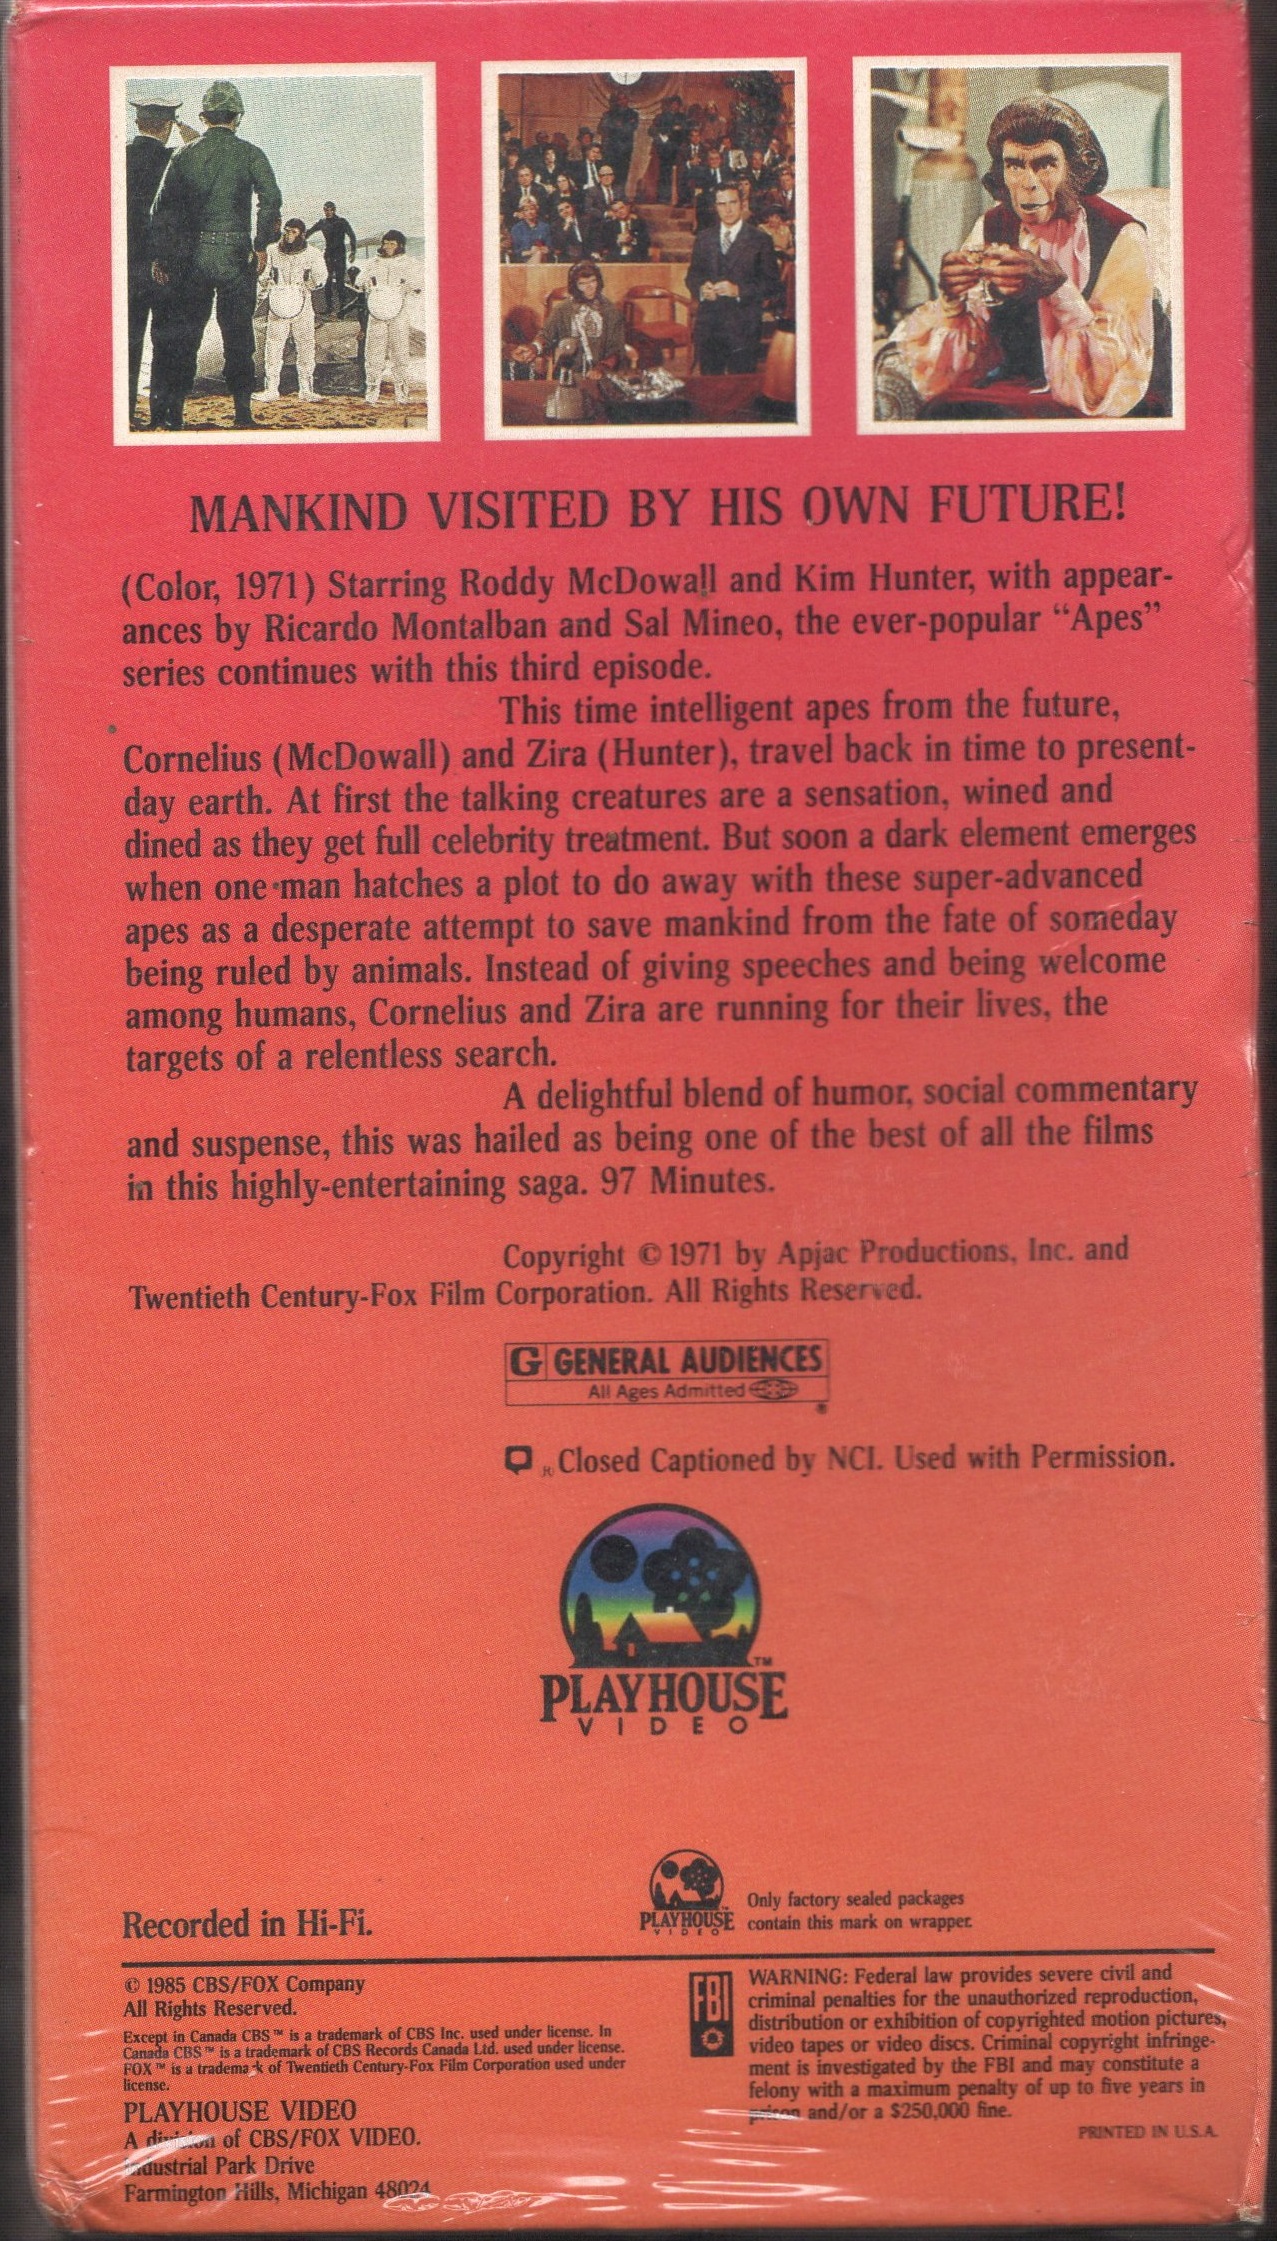 MANKIND VISITED BY HIS OWN FUTURE!
(Color, 1971) Starring Roddy McDowall and Kim Hunter, with appear-
ances by Ricardo Montalban and Sal Mineo, the ever-popular “Apes”
series continues with this third episode.
This time intelligent apes from the future,
Cornelius (McDowall) and Zira (Hunter), travel back in time to present-
day earth. At first the talking creatures are a sensation, wined and
dined as they get full celebrity treatment. But soon a dark element emerges
when one man hatches a plot to do away with these super-advanced
apes as a desperate attempt to save mankind from the fate of someday
being ruled by animals. Instead of giving speeches and being welcome
among humans, Cornelius and Zira are running for their lives, the
targets of a relentless search.
A delightful blend of humor, social commentary
and suspense, this was hailed as being one of the best of all the films
in this highly-entertaining saga. 97 Minutes.
Copyright © 1971 by Apjac Productions, Inc. and
Twentieth Century-Fox Film Corporation. All Rights Reserved.
G GENERAL AUDIENCES
All Ages Admitted
®
® Closed Captioned by NCI. Used with Permission.
TM
PLAYHOUSE
VIDEO
Recorded in Hi-Fi.
PLAYHOUSE
VIDEO
Only factory sealed packages
contain this mark on wrapper.
© 1985 CBS/FOX Company
All Rights Reserved.
Except in Canada CBS™ is a trademark of CBS Inc. used under license. In
Canada CBS™ is a trademark of CBS Records Canada Ltd. used under license.
FOX™ is a trademark of Twentieth Century-Fox Film Corporation used under
license.
PLAYHOUSE VIDEO
A division of CBS/FOX VIDEO.
Industrial Park Drive
Farmington Hills, Michigan 48024
FBI
WARNING: Federal law provides severe civil and
criminal penalties for the unauthorized reproduction,
distribution or exhibition of copyrighted motion pictures,
video tapes or video discs. Criminal copyright infringe-
ment is investigated by the FBI and may constitute a
felony with a maximum penalty of up to five years in
prison and/or a $250,000 fine.
PRINTED IN U.S.A.